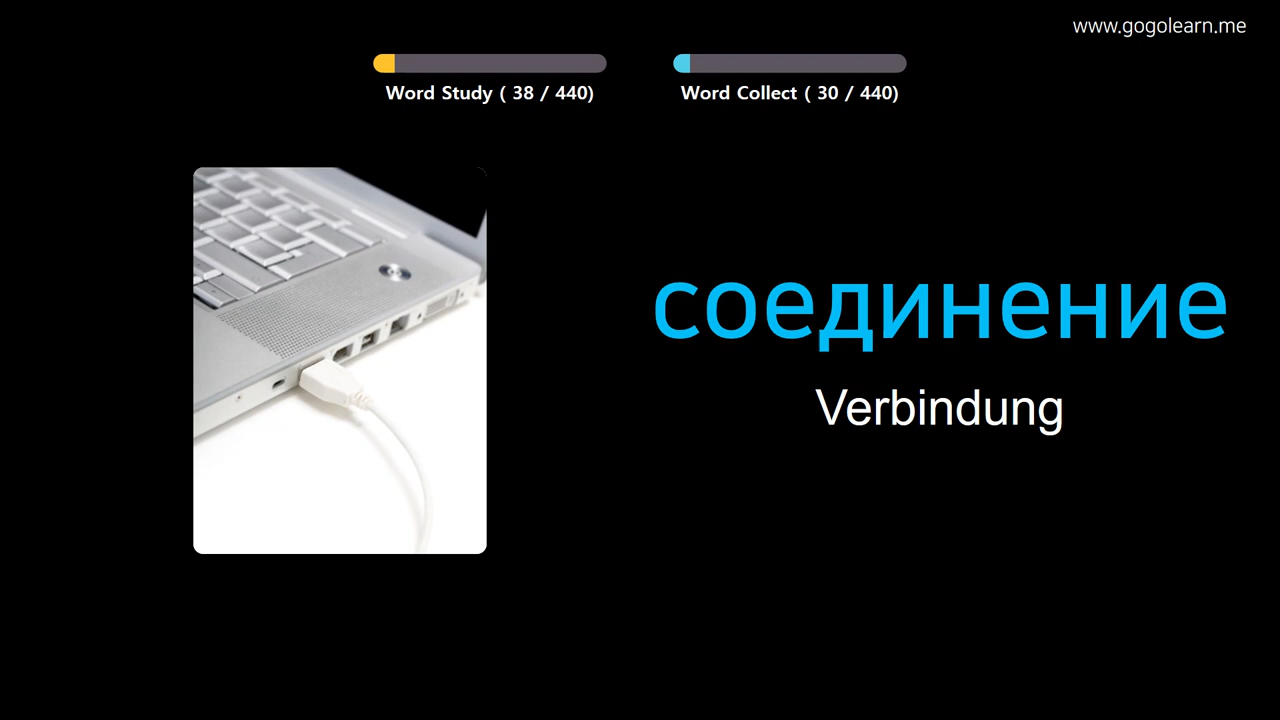 www.gogolearn.me
Word Study ( 38 / 440)
Word Collect ( 30 / 440)
соединение
Verbindung